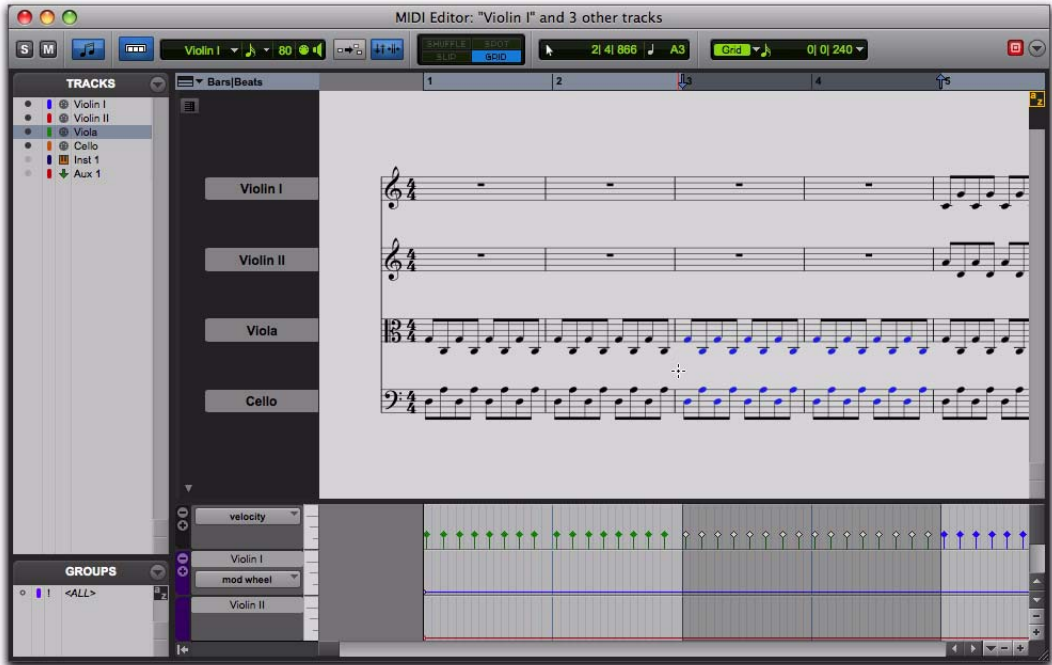 MIDI Editor: "Violin I" and 3 other tracks
S M Violin I 80 SHUFFLE SPOT 2| 4| 866 A3 Grid 0| 0| 240
SLIP GRID
TRACKS Bars|Beats 1 2 3 4 5
Violin I
Violin II
Viola
Cello
Inst 1
Aux 1
a z
Violin I
Violin II
Viola
Cello
velocity
Violin I
mod wheel
Violin II
GROUPS
! <ALL> a z